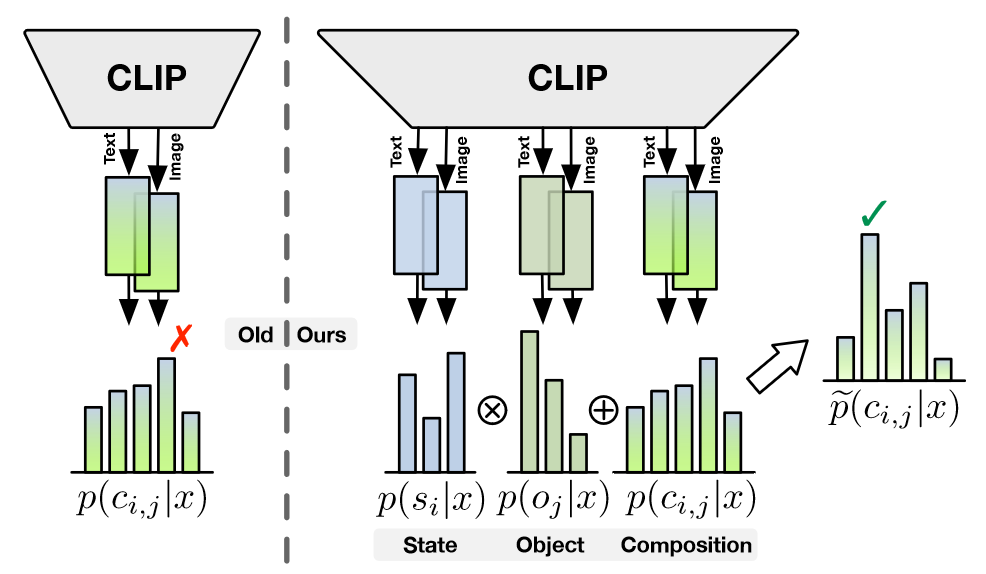 CLIP
CLIP
Text
Image
Text
Image
Text
Image
Text
Image
✓
Old
Ours
✗
⊗
⊕
p(c_{i,j}|x)
p(s_i|x)
p(o_j|x)
p(c_{i,j}|x)
p̃(c_{i,j}|x)
State
Object
Composition